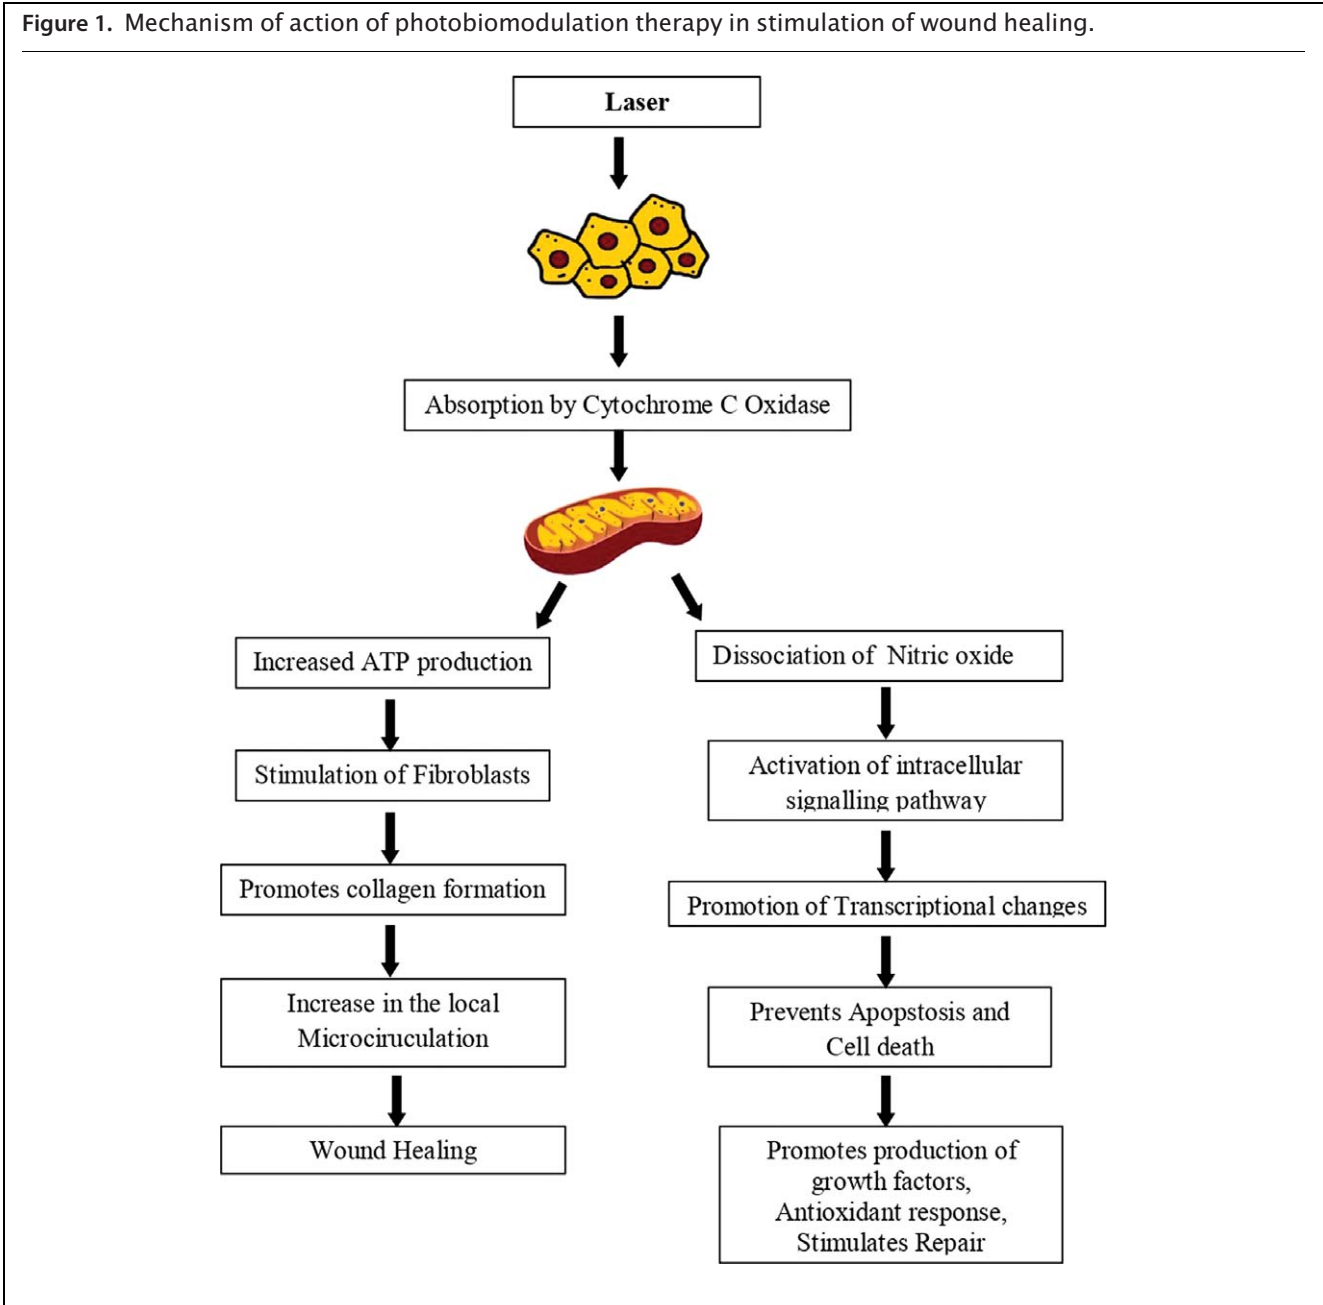 Figure 1. Mechanism of action of photobiomodulation therapy in stimulation of wound healing.
Laser
Absorption by Cytochrome C Oxidase
Increased ATP production
Stimulation of Fibroblasts
Promotes collagen formation
Increase in the local
Microciruculation
Wound Healing
Dissociation of Nitric oxide
Activation of intracellular
signalling pathway
Promotion of Transcriptional changes
Prevents Apopstosis and
Cell death
Promotes production of
growth factors,
Antioxidant response,
Stimulates Repair